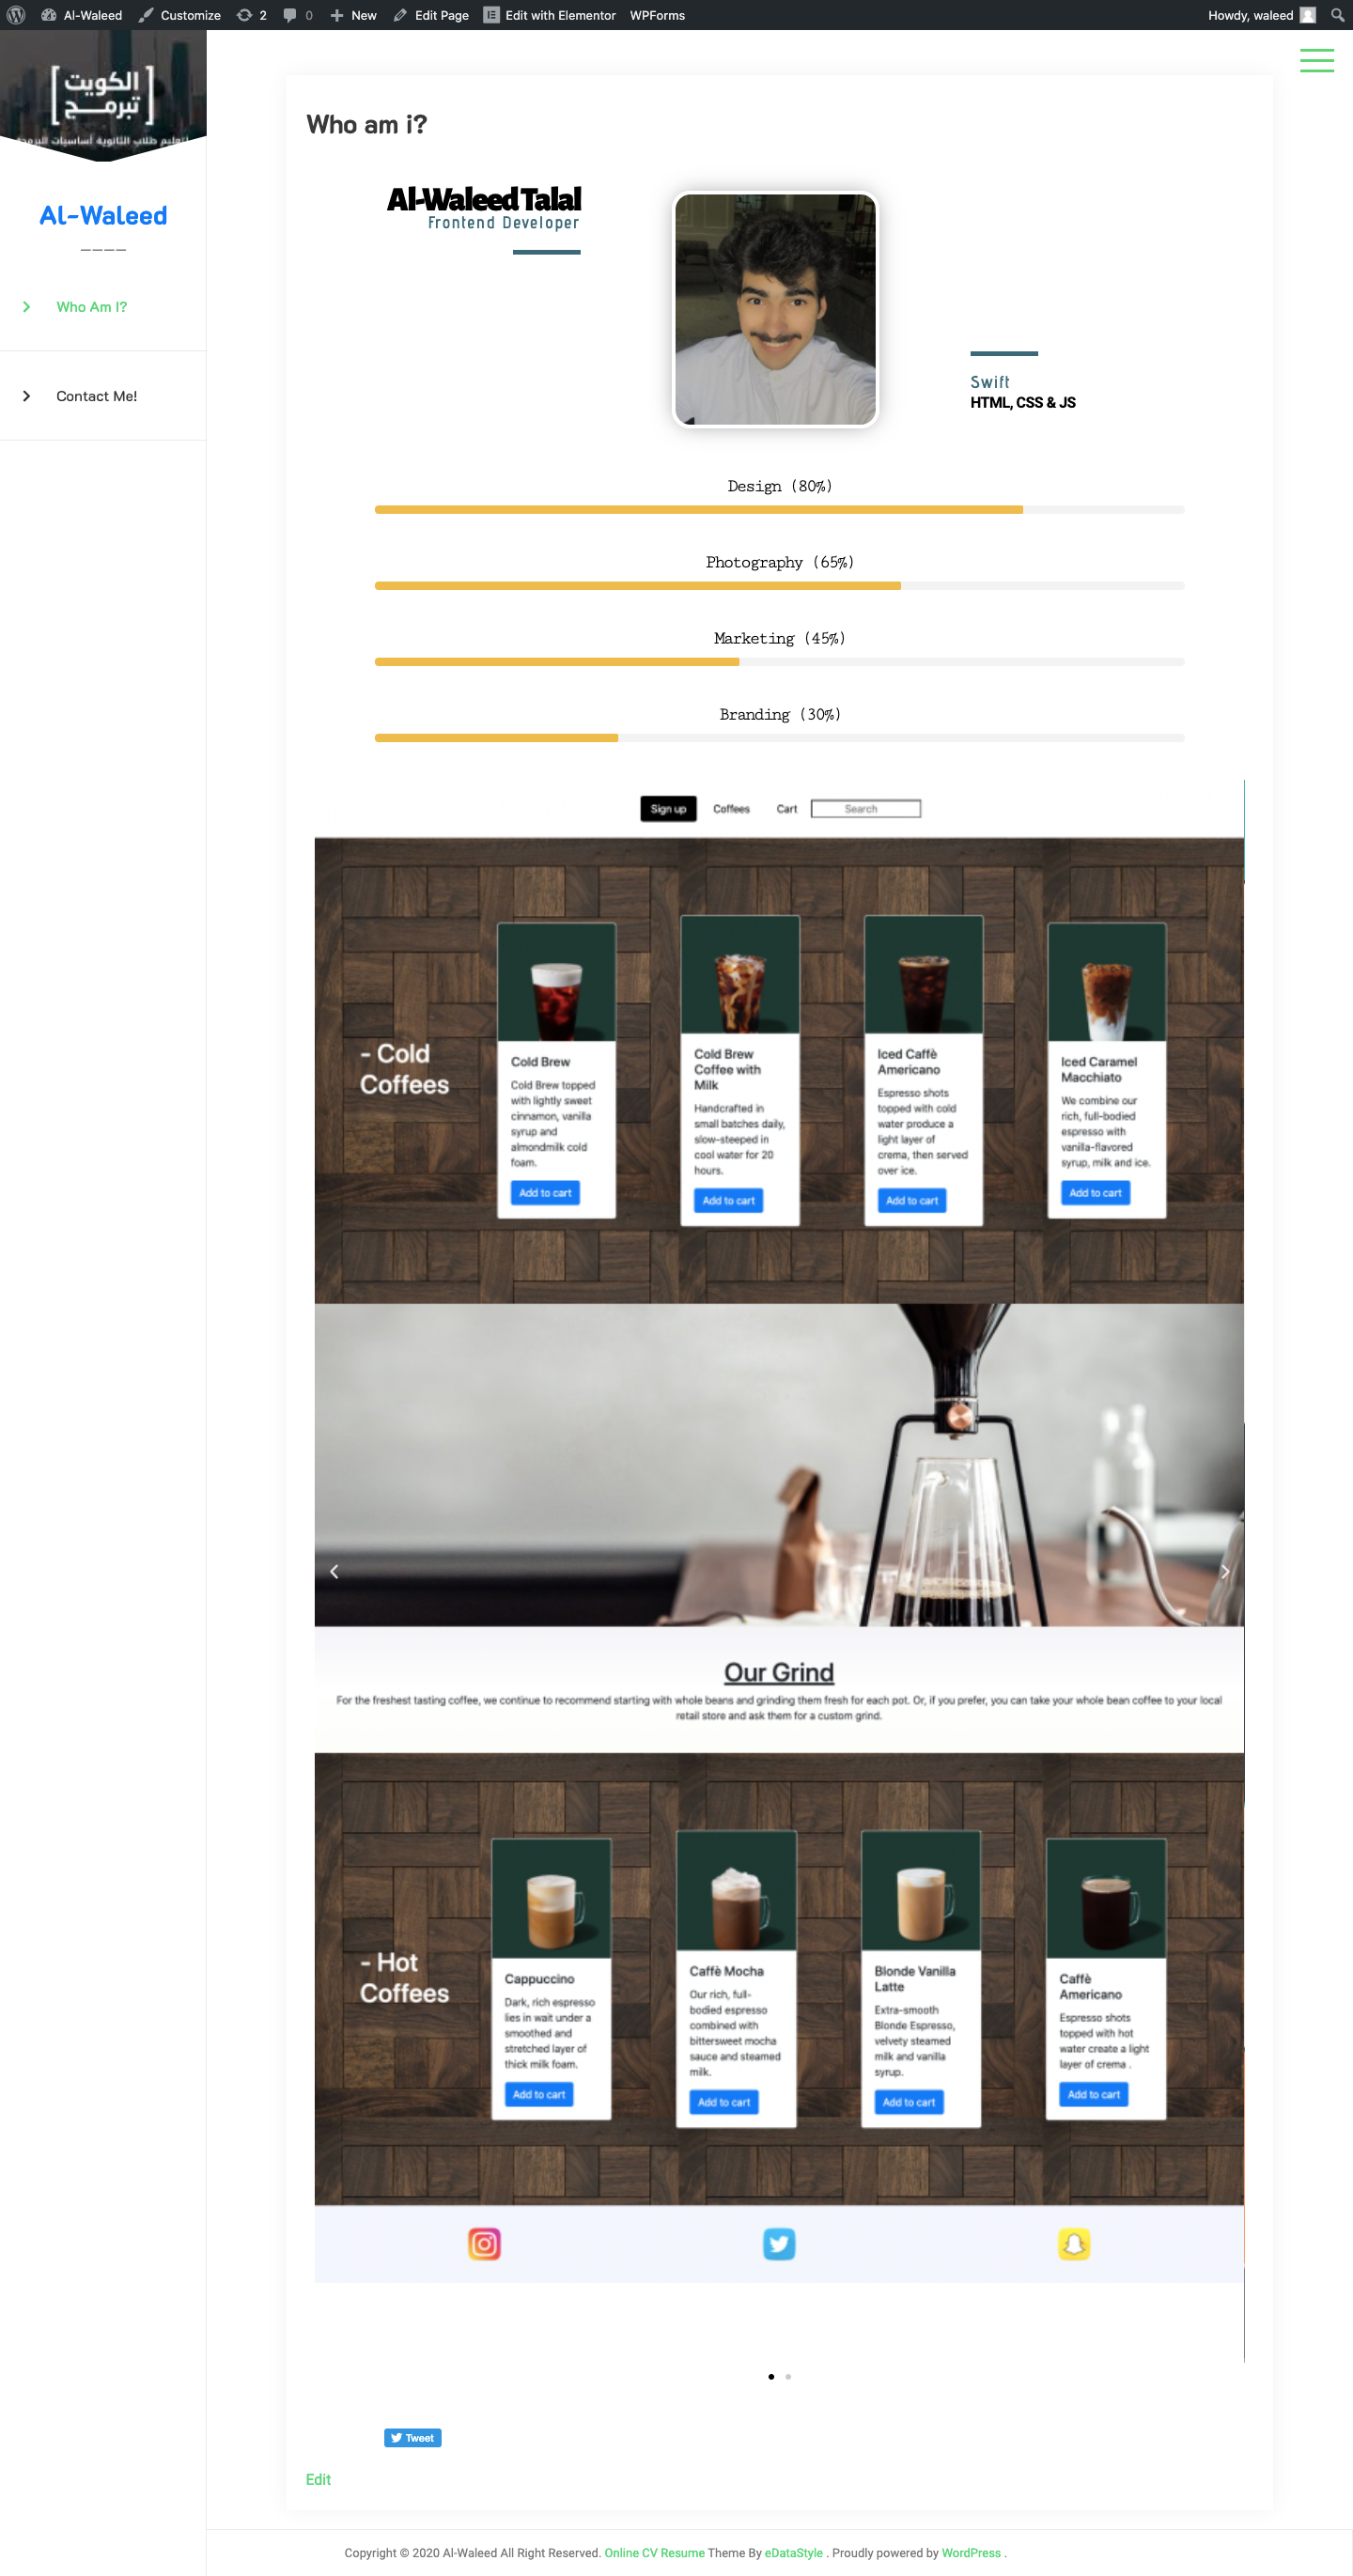 Al-Waleed
Customize
2
0
New
Edit Page
Edit with Elementor
WPForms
Howdy, waleed
[الكويت
تبرمج]
لتعليم طلاب الثانوية أساسيات البرمجة
Al-Waleed
————
Who Am I?
Contact Me!
Who am i?
Al-Waleed Talal
Frontend Developer
Swift
HTML, CSS & JS
Design (80%)
Photography (65%)
Marketing (45%)
Branding (30%)
Sign up
Coffees
Cart
Search
- Cold
Coffees
Cold Brew
Cold Brew topped
with lightly sweet
cinnamon, vanilla
syrup and
almondmilk cold
foam.
Add to cart
Cold Brew
Coffee with
Milk
Handcrafted in
small batches daily,
slow-steeped in
cool water for 20
hours.
Add to cart
Iced Caffè
Americano
Espresso shots
topped with cold
water produce a
light layer of
crema, then served
over ice.
Add to cart
Iced Caramel
Macchiato
We combine our
rich, full-bodied
espresso with
vanilla-flavored
syrup, milk and ice.
Add to cart
Our Grind
For the freshest tasting coffee, we continue to recommend starting with whole beans and grinding them fresh for each pot. Or, if you prefer, you can take your whole bean coffee to your local
retail store and ask them for a custom grind.
- Hot
Coffees
Cappuccino
Dark, rich espresso
lies in wait under a
smoothed and
stretched layer of
thick milk foam.
Add to cart
Caffè Mocha
Our rich, full-
bodied espresso
combined with
bittersweet mocha
sauce and steamed
milk.
Add to cart
Blonde Vanilla
Latte
Extra-smooth
Blonde Espresso,
velvety steamed
milk and vanilla
syrup.
Add to cart
Caffè
Americano
Espresso shots
topped with hot
water create a light
layer of crema .
Add to cart
Tweet
Edit
Copyright © 2020 Al-Waleed All Right Reserved. Online CV Resume Theme By eDataStyle . Proudly powered by WordPress .